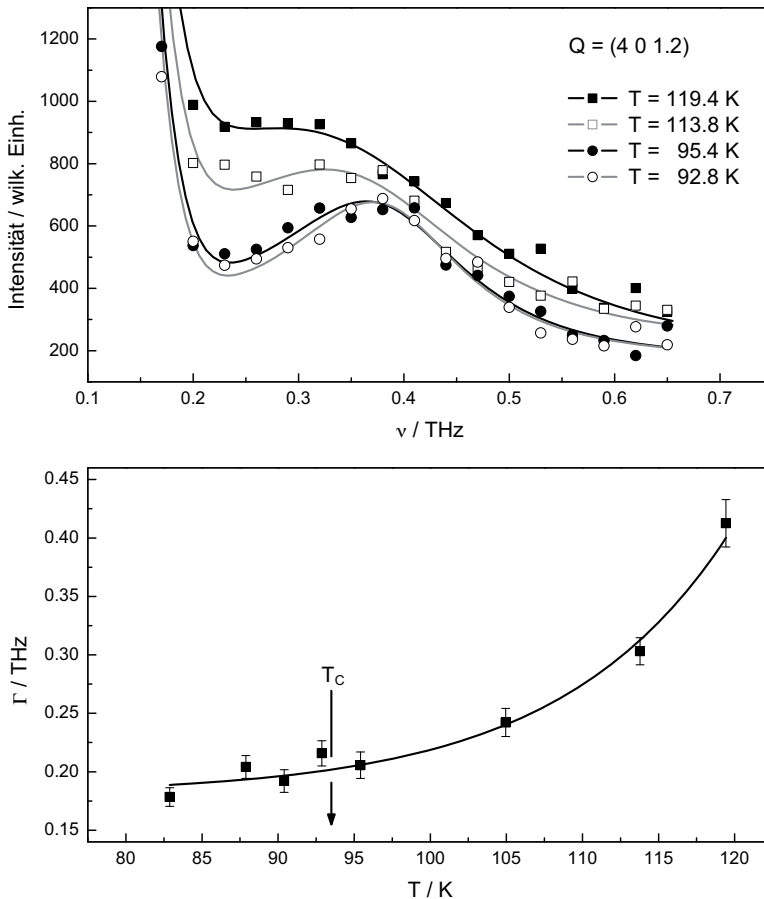 Q = (4 0 1.2)
T = 119.4 K
T = 113.8 K
T = 95.4 K
T = 92.8 K
Intensität / wilk. Einh.
1300
1200
1000
800
600
400
200
0.1 0.2 0.3 0.4 0.5 0.6 0.7
ν / THz
Γ / THz
0.45
0.40
0.35
0.30
0.25
0.20
0.15
T_C
80 85 90 95 100 105 110 115 120
T / K